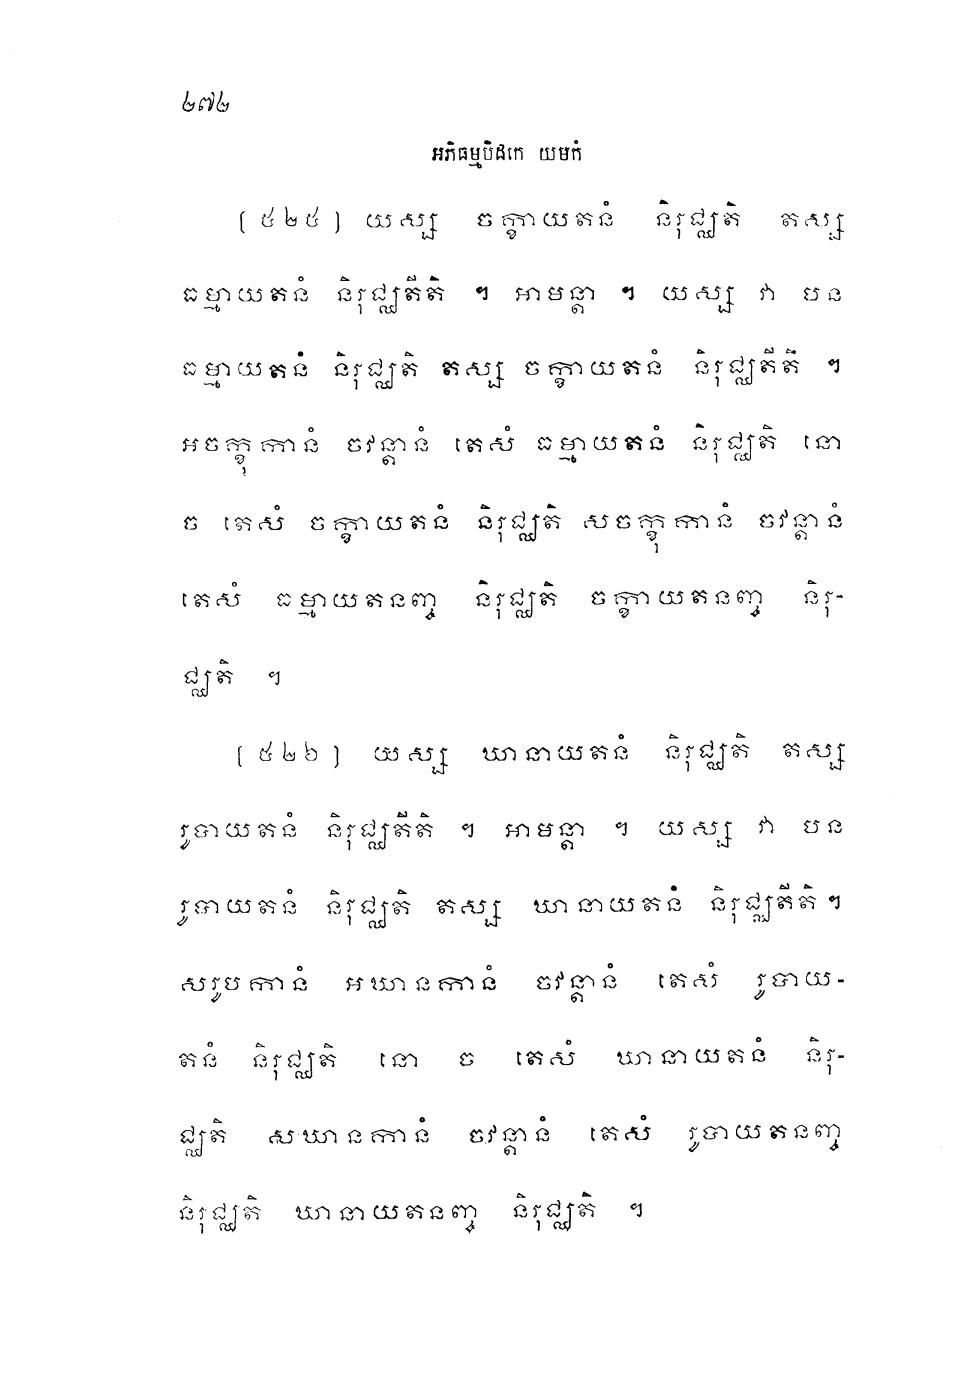 ២៧២
អភិធម្មបិដកេ យមកំ
[៥២៥] យស្ស ចក្ខាយតនំ និរុជ្ឈតិ តស្ស
ធម្មាយតនំ និរុជ្ឈតីតិ ។ អាមន្តា ។ យស្ស វា បន
ធម្មាយតនំ និរុជ្ឈតិ តស្ស ចក្ខាយតនំ និរុជ្ឈតីតិ ។
អចក្ខុកានំ ចវន្តានំ តេសំ ធម្មាយតនំ និរុជ្ឈតិ នោ
ច តេសំ ចក្ខាយតនំ និរុជ្ឈតិ សចក្ខុកានំ ចវន្តានំ
តេសំ ធម្មាយតនញ្ច និរុជ្ឈតិ ចក្ខាយតនញ្ច និរុ-
ជ្ឈតិ ។
[៥២៦] យស្ស ឃានាយតនំ និរុជ្ឈតិ តស្ស
រូបាយតនំ និរុជ្ឈតីតិ ។ អាមន្តា ។ យស្ស វា បន
រូបាយតនំ និរុជ្ឈតិ តស្ស ឃានាយតនំ និរុជ្ឈតីតិ ។
សរូបកានំ អឃានកានំ ចវន្តានំ តេសំ រូបាយ-
តនំ និរុជ្ឈតិ នោ ច តេសំ ឃានាយតនំ និរុ-
ជ្ឈតិ សឃានកានំ ចវន្តានំ តេសំ រូបាយតនញ្ច
និរុជ្ឈតិ ឃានាយតនញ្ច និរុជ្ឈតិ ។